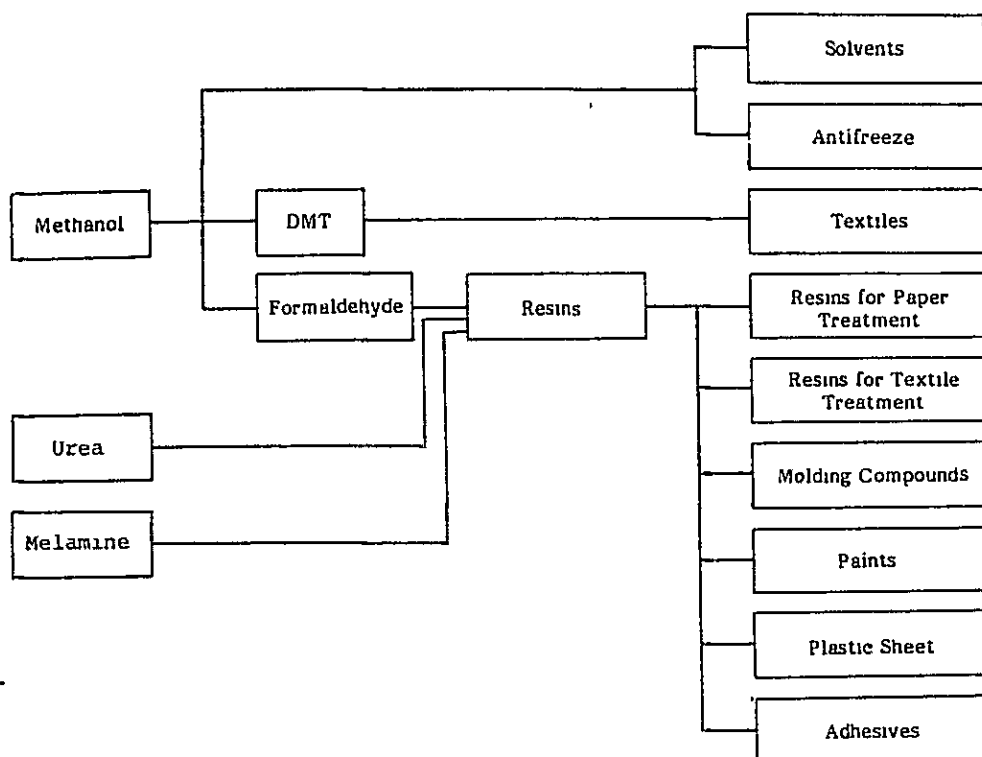 Solvents
Antifreeze
Methanol
DMT
Textiles
Formaldehyde
Resins
Resins for Paper
Treatment
Resins for Textile
Treatment
Urea
Molding Compounds
Melamine
Paints
Plastic Sheet
Adhesives